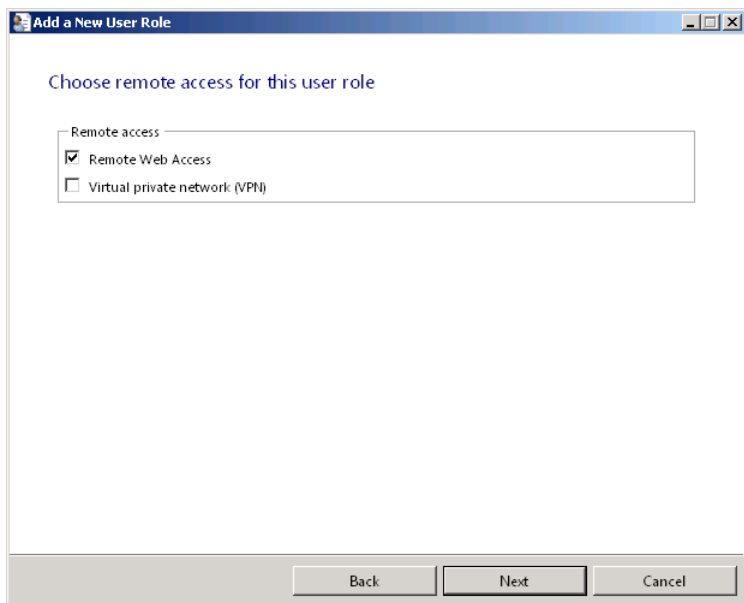 Add a New User Role
Choose remote access for this user role
Remote access
Remote Web Access
Virtual private network (VPN)
Back Next Cancel